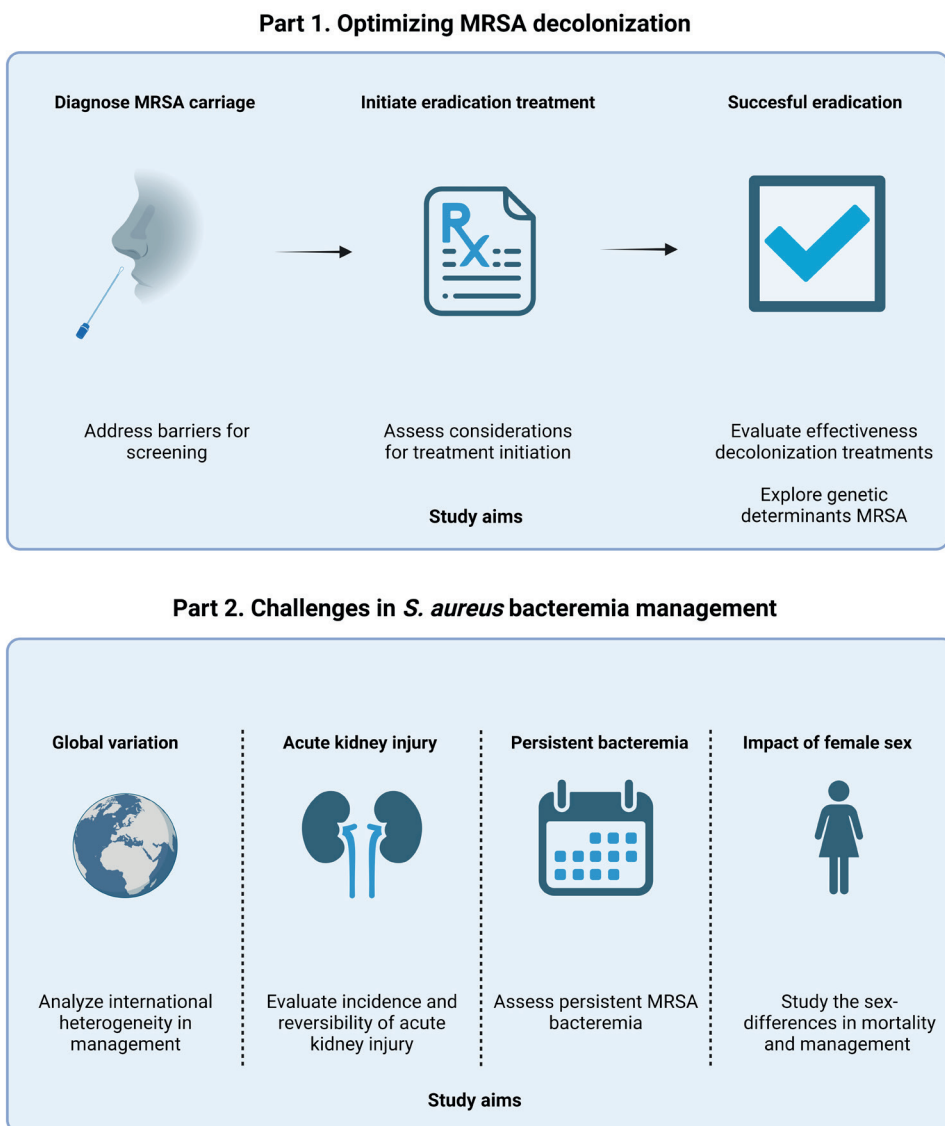 Part 1. Optimizing MRSA decolonization
Diagnose MRSA carriage
Initiate eradication treatment
Succesful eradication
Rx
Address barriers for
screening
Assess considerations
for treatment initiation
Evaluate effectiveness
decolonization treatments
Explore genetic
determinants MRSA
Study aims
Part 2. Challenges in S. aureus bacteremia management
Global variation
Acute kidney injury
Persistent bacteremia
Impact of female sex
Analyze international
heterogeneity in
management
Evaluate incidence and
reversibility of acute
kidney injury
Assess persistent MRSA
bacteremia
Study the sex-
differences in mortality
and management
Study aims